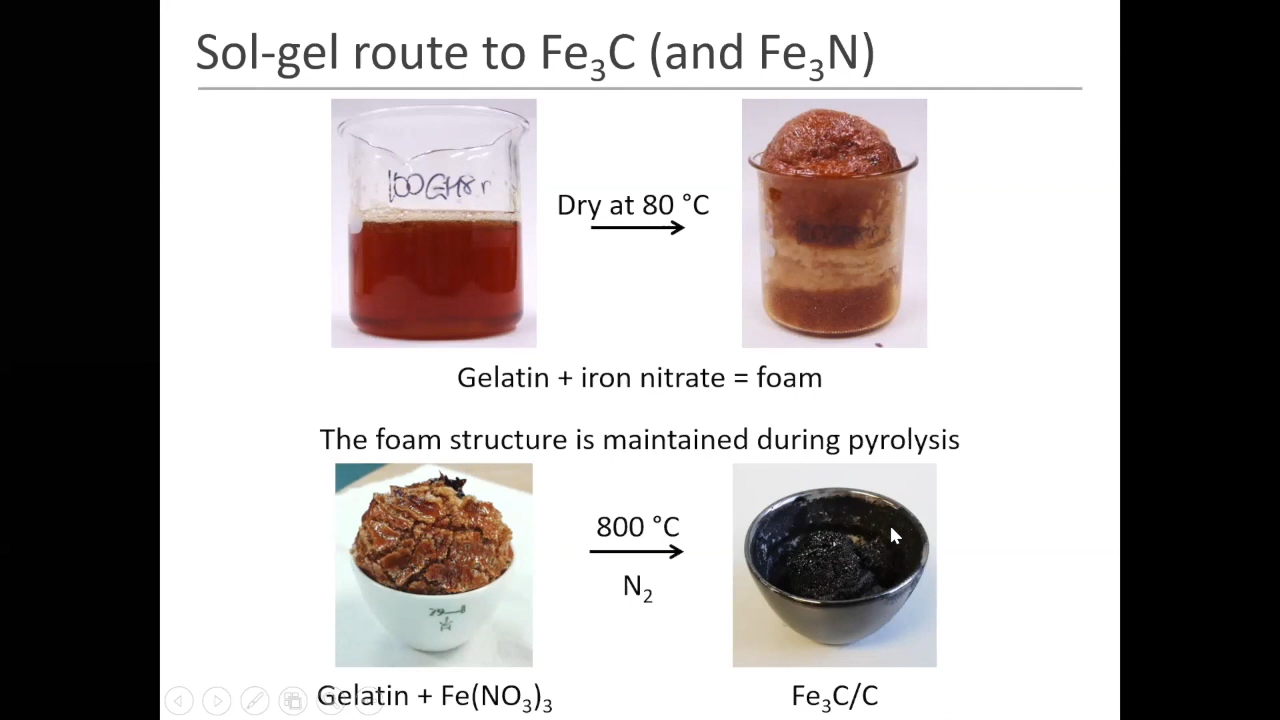 Sol-gel route to Fe₃C (and Fe₃N)
Dry at 80 °C
Gelatin + iron nitrate = foam
The foam structure is maintained during pyrolysis
800 °C
N₂
Gelatin + Fe(NO₃)₃
Fe₃C/C